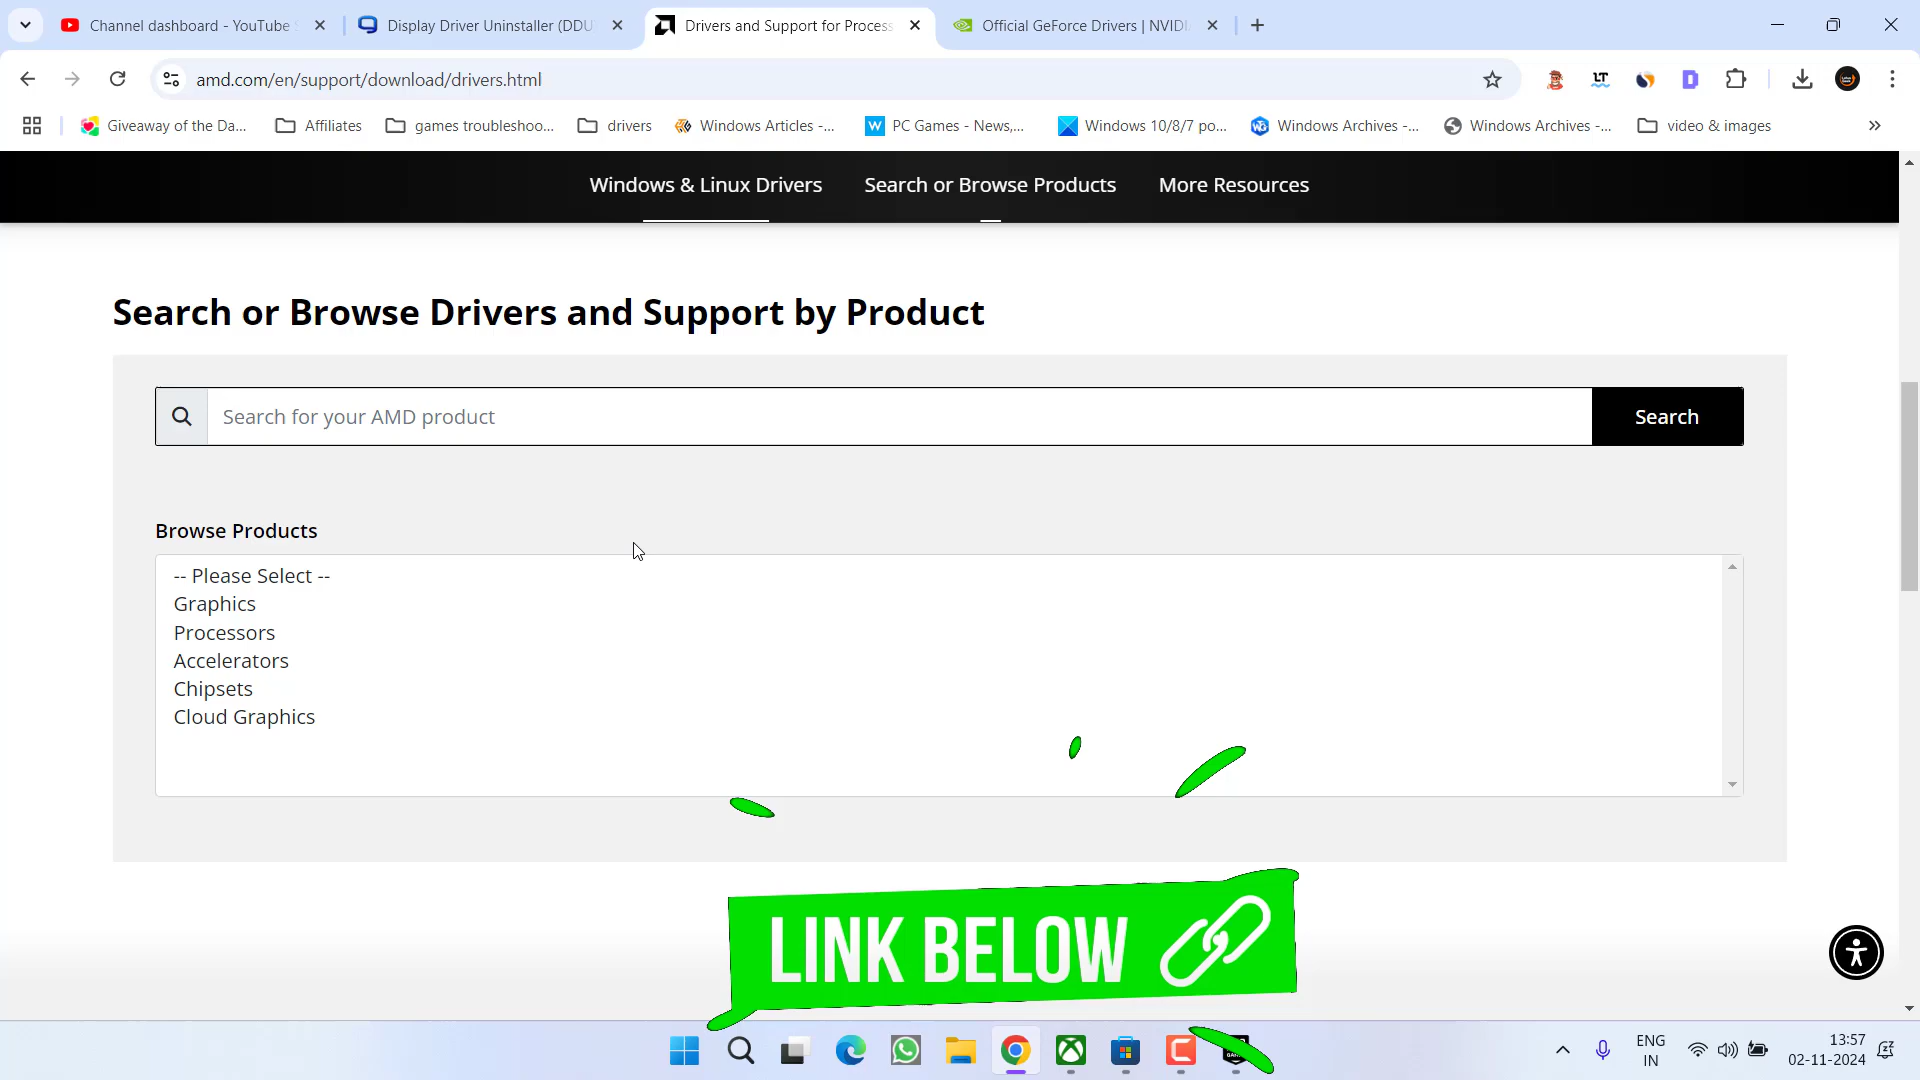 Channel dashboard - YouTube S
Display Driver Uninstaller (DDU
Drivers and Support for Process
Official GeForce Drivers | NVIDI
amd.com/en/support/download/drivers.html
LT
Giveaway of the Da...
Affiliates
games troubleshoo...
drivers
Windows Articles -...
PC Games - News,...
Windows 10/8/7 po...
Windows Archives -...
Windows Archives -...
video & images
Windows & Linux Drivers
Search or Browse Products
More Resources
Search or Browse Drivers and Support by Product
Search for your AMD product
Search
Browse Products
-- Please Select --
Graphics
Processors
Accelerators
Chipsets
Cloud Graphics
LINK BELOW
ENG
IN
13:57
02-11-2024